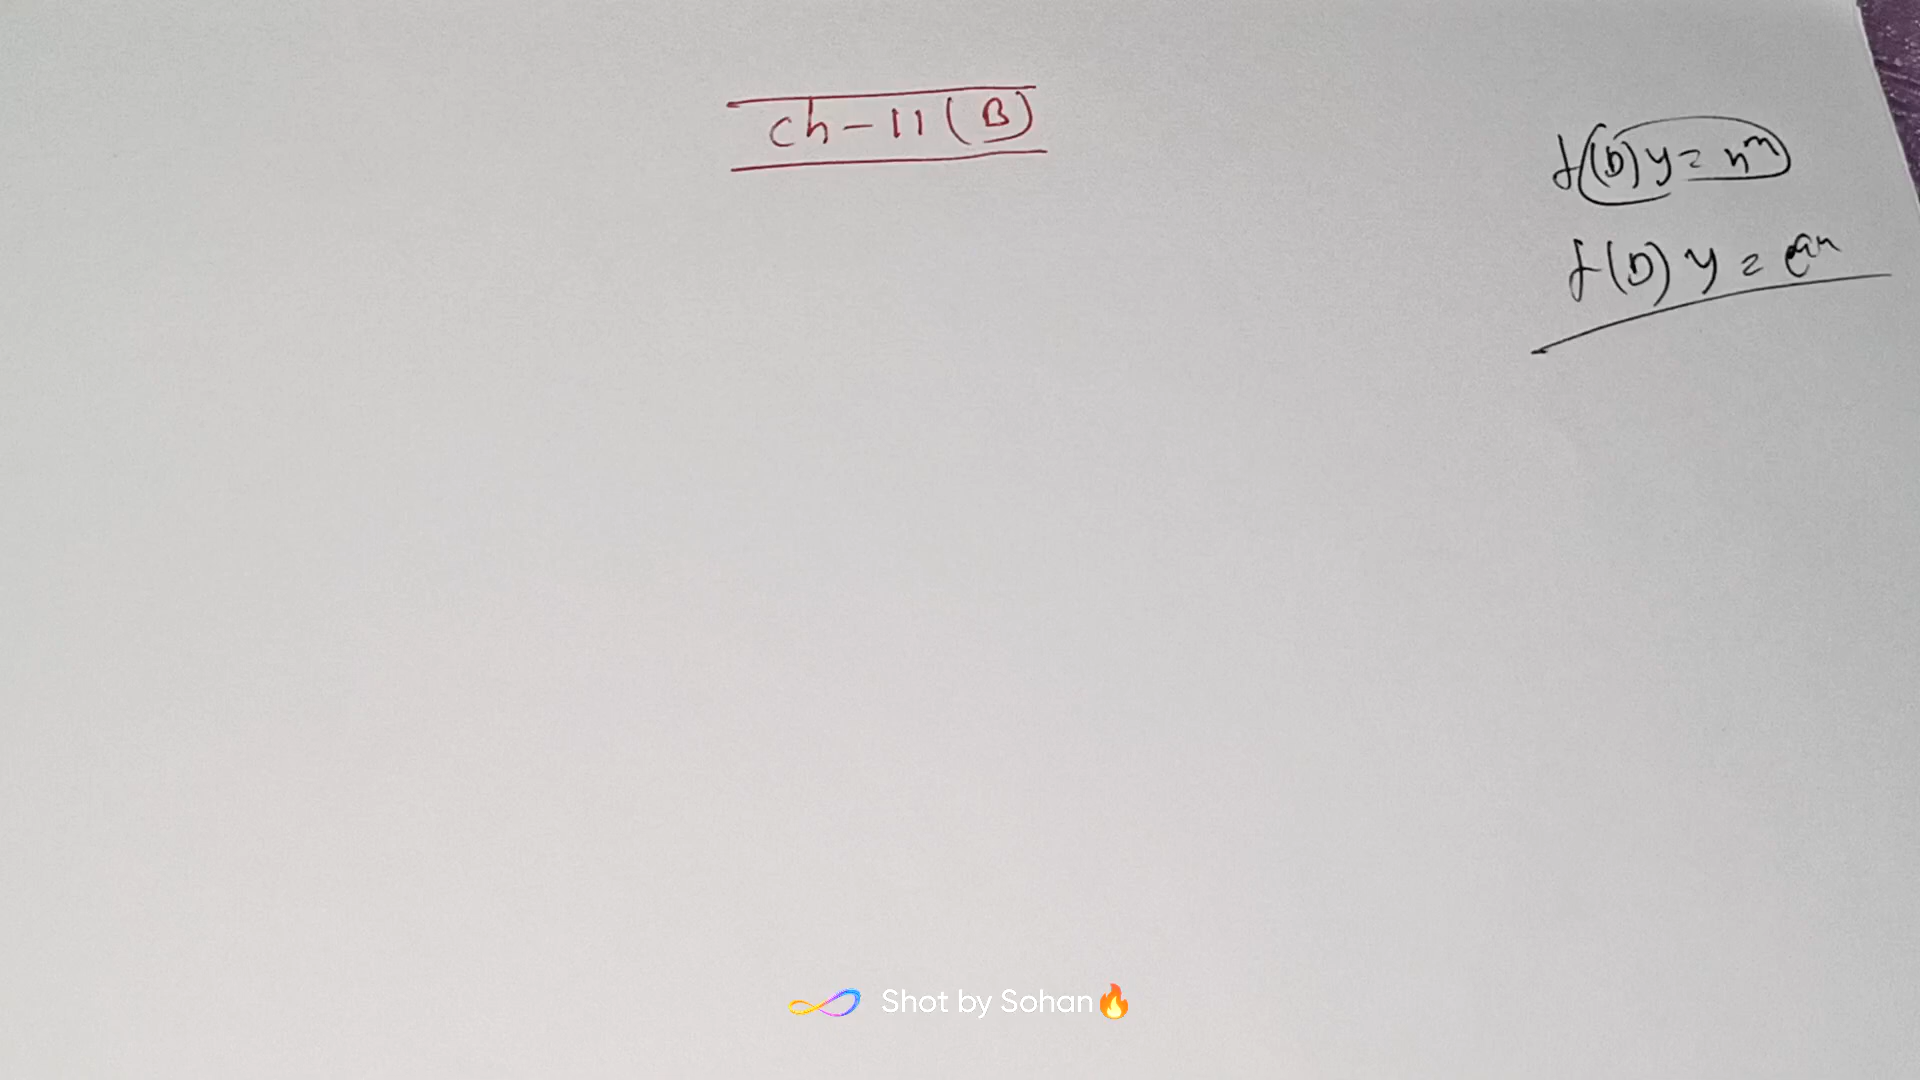 ch-11(B)
f(D) y = x^m
f(D) y = e^ax
Shot by Sohan🔥